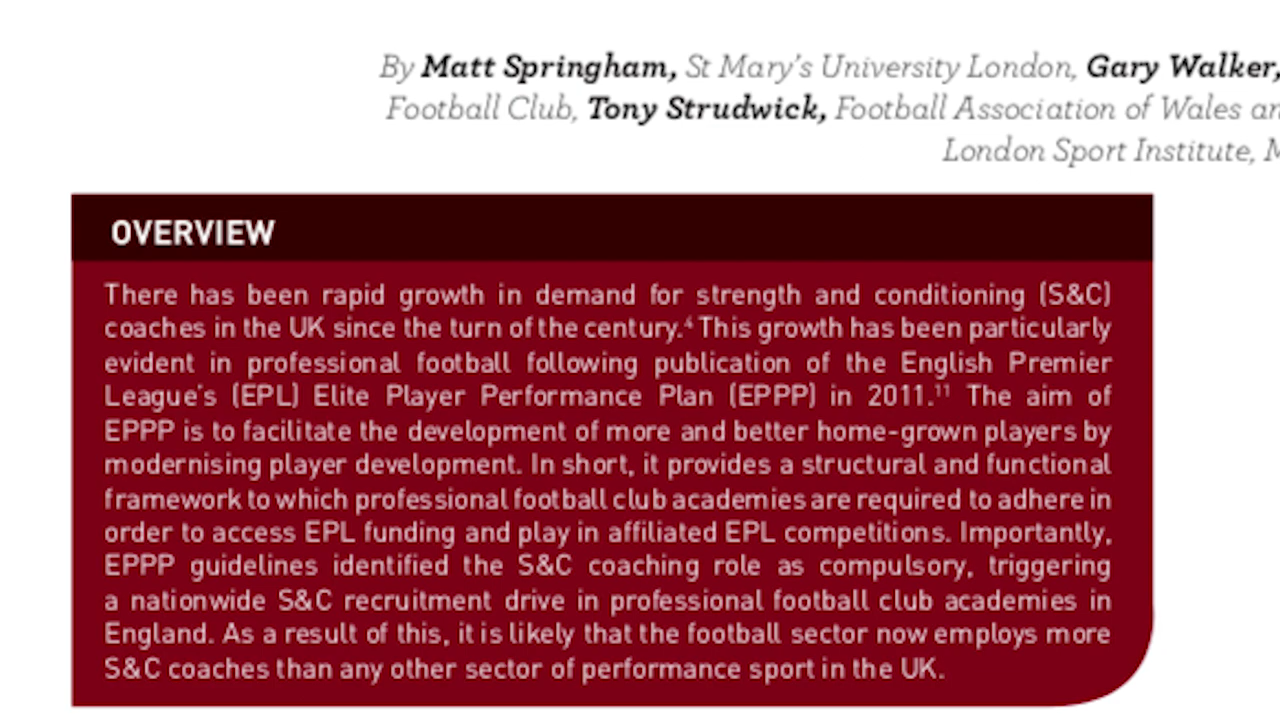 By Matt Springham, St Mary's University London, Gary Walker,
Football Club, Tony Strudwick, Football Association of Wales
London Sport Institute,
OVERVIEW
There has been rapid growth in demand for strength and conditioning (S&C)
coaches in the UK since the turn of the century.⁴ This growth has been particularly
evident in professional football following publication of the English Premier
League's (EPL) Elite Player Performance Plan (EPPP) in 2011.¹¹ The aim of
EPPP is to facilitate the development of more and better home-grown players by
modernising player development. In short, it provides a structural and functional
framework to which professional football club academies are required to adhere in
order to access EPL funding and play in affiliated EPL competitions. Importantly,
EPPP guidelines identified the S&C coaching role as compulsory, triggering
a nationwide S&C recruitment drive in professional football club academies in
England. As a result of this, it is likely that the football sector now employs more
S&C coaches than any other sector of performance sport in the UK.